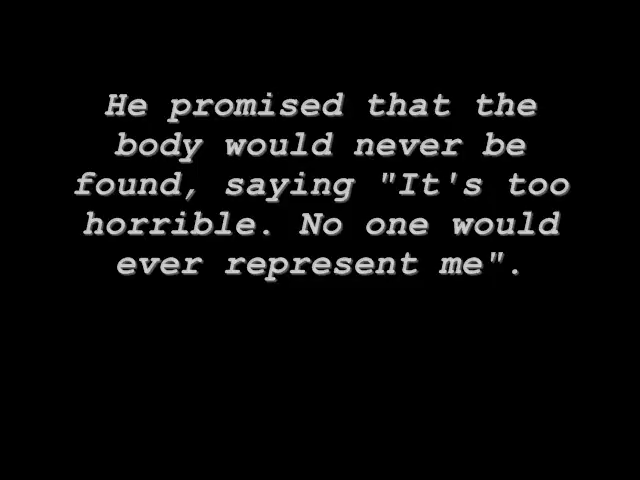 He promised that the
body would never be
found, saying "It's too
horrible. No one would
ever represent me".